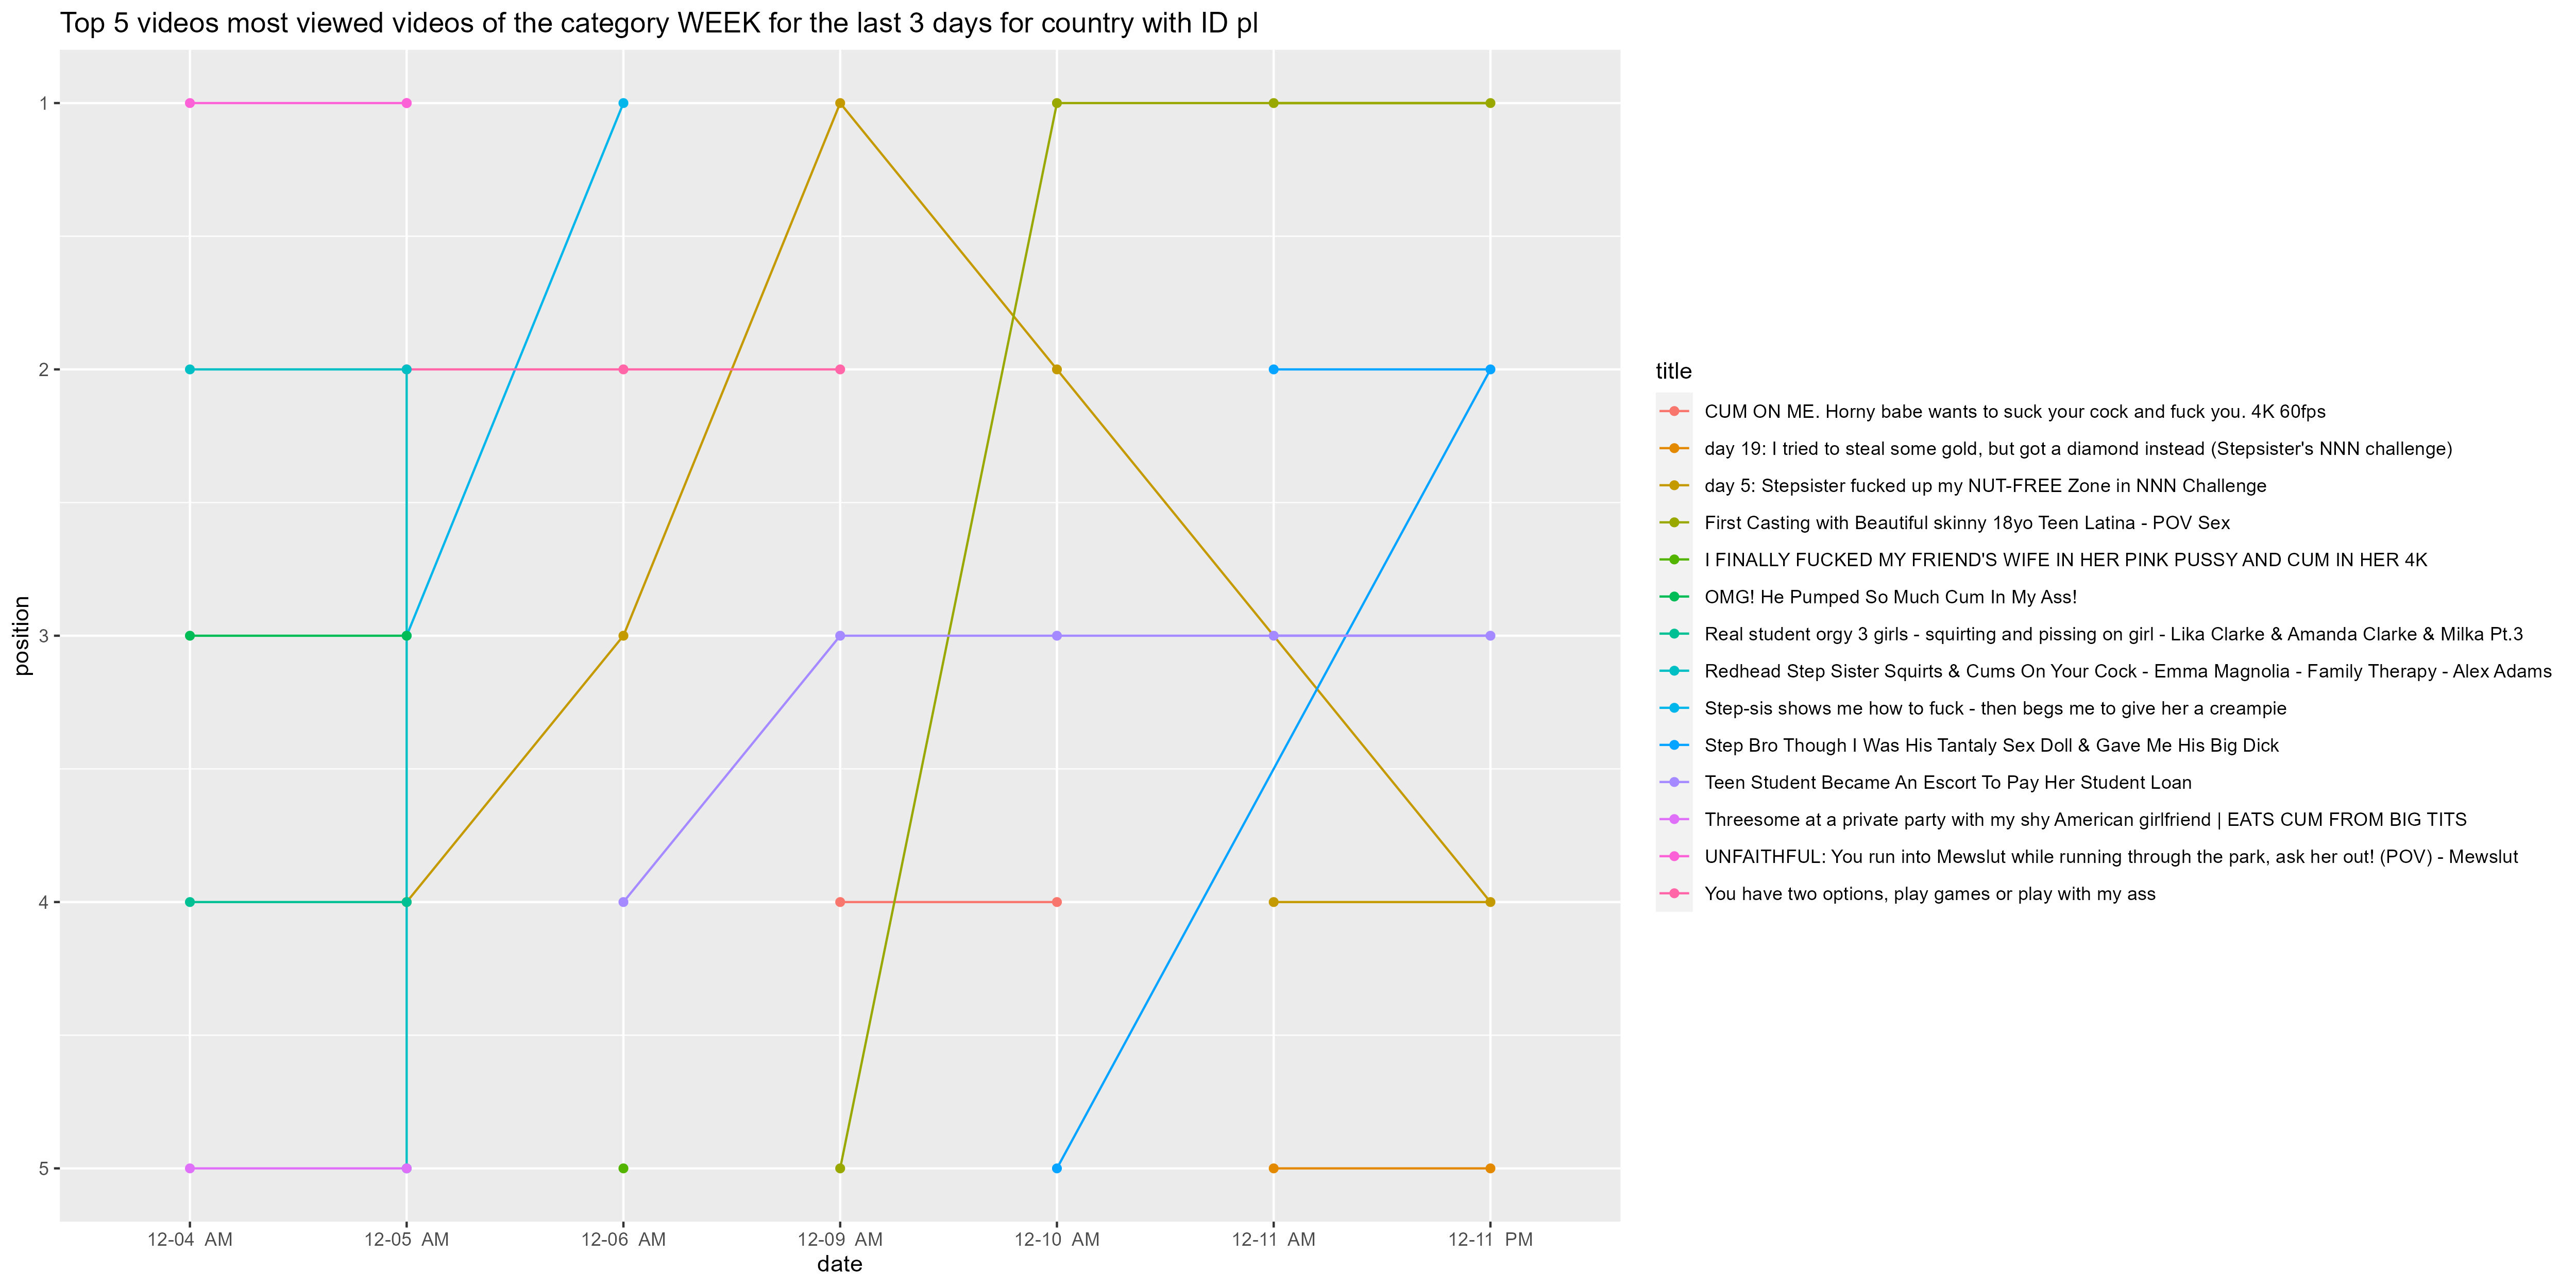 Top 5 videos most viewed videos of the category WEEK for the last 3 days for country with ID pl
1
2
3
4
5
position
12-04 AM
12-05 AM
12-06 AM
12-09 AM
12-10 AM
12-11 AM
12-11 PM
date
title
CUM ON ME. Horny babe wants to suck your cock and fuck you. 4K 60fps
day 19: I tried to steal some gold, but got a diamond instead (Stepsister's NNN challenge)
day 5: Stepsister fucked up my NUT-FREE Zone in NNN Challenge
First Casting with Beautiful skinny 18yo Teen Latina - POV Sex
I FINALLY FUCKED MY FRIEND'S WIFE IN HER PINK PUSSY AND CUM IN HER 4K
OMG! He Pumped So Much Cum In My Ass!
Real student orgy 3 girls - squirting and pissing on girl - Lika Clarke & Amanda Clarke & Milka Pt.3
Redhead Step Sister Squirts & Cums On Your Cock - Emma Magnolia - Family Therapy - Alex Adams
Step-sis shows me how to fuck - then begs me to give her a creampie
Step Bro Though I Was His Tantaly Sex Doll & Gave Me His Big Dick
Teen Student Became An Escort To Pay Her Student Loan
Threesome at a private party with my shy American girlfriend | EATS CUM FROM BIG TITS
UNFAITHFUL: You run into Mewslut while running through the park, ask her out! (POV) - Mewslut
You have two options, play games or play with my ass